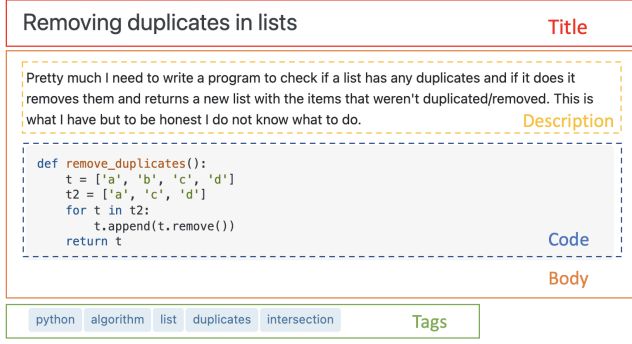 Removing duplicates in lists
Title
Pretty much I need to write a program to check if a list has any duplicates and if it does it
removes them and returns a new list with the items that weren't duplicated/removed. This is
what I have but to be honest I do not know what to do.
Description
def remove_duplicates():
    t = ['a', 'b', 'c', 'd']
    t2 = ['a', 'c', 'd']
    for t in t2:
        t.append(t.remove())
    return t
Code
Body
python algorithm list duplicates intersection
Tags